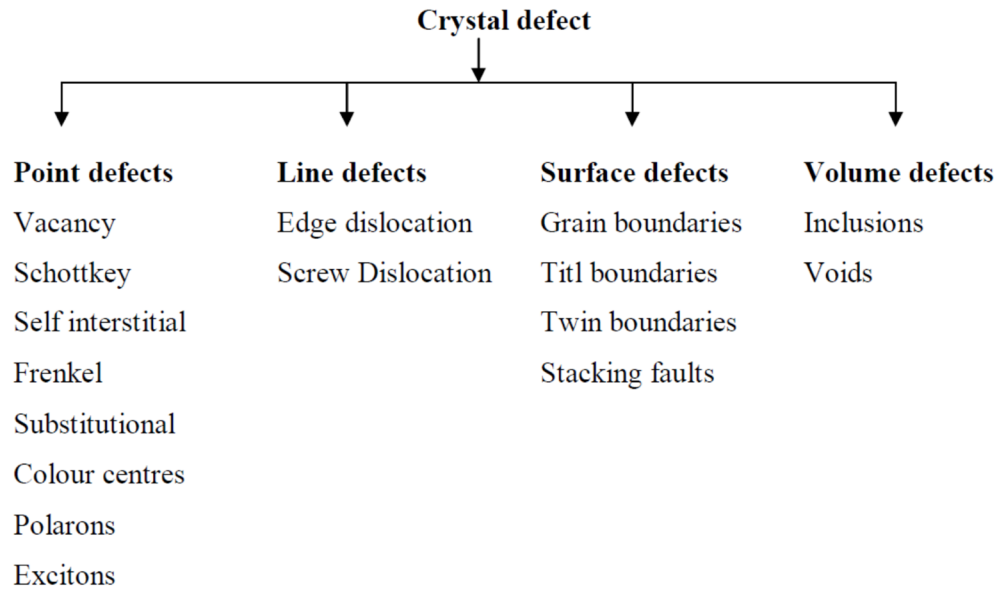 Crystal defect
Point defects
Vacancy
Schottkey
Self interstitial
Frenkel
Substitutional
Colour centres
Polarons
Excitons
Line defects
Edge dislocation
Screw Dislocation
Surface defects
Grain boundaries
Titl boundaries
Twin boundaries
Stacking faults
Volume defects
Inclusions
Voids